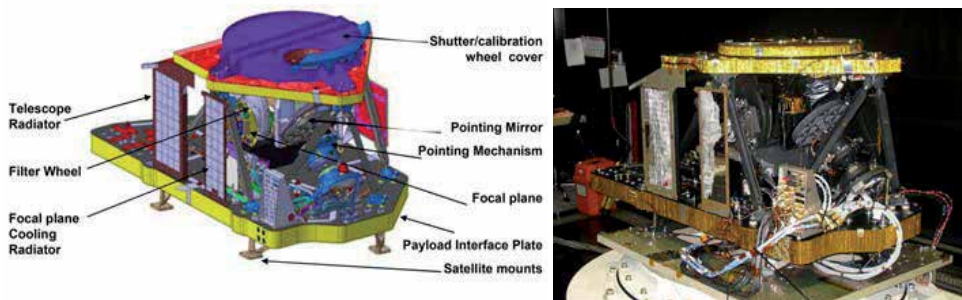 Shutter/calibration
wheel cover
Telescope
Radiator
Pointing Mirror
Pointing Mechanism
Filter Wheel
Focal plane
Focal plane
Cooling
Radiator
Payload Interface Plate
Satellite mounts